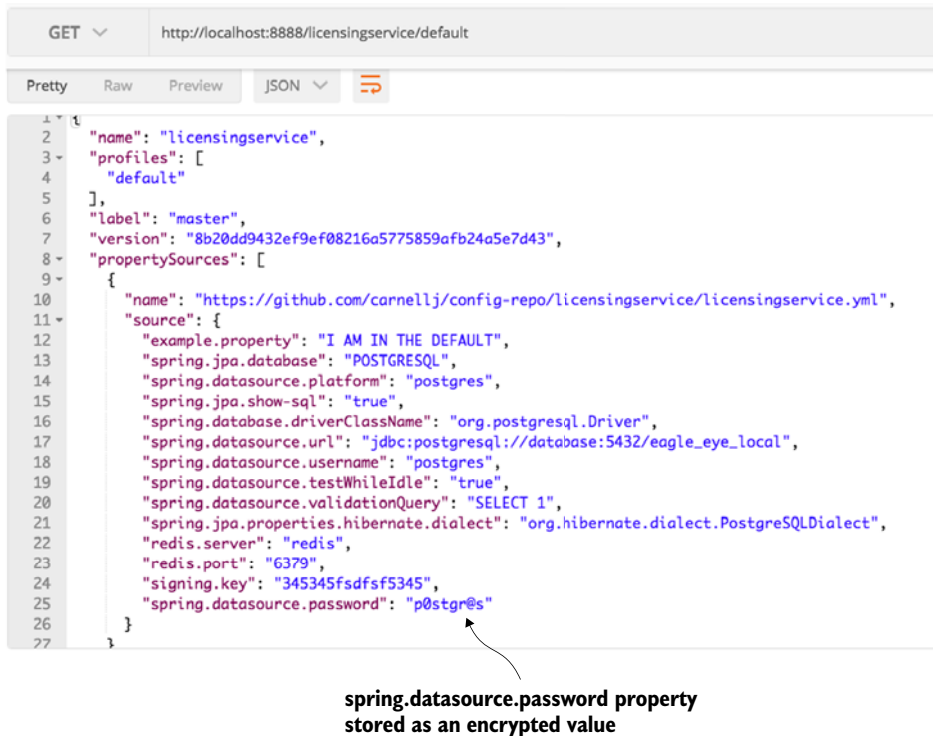 GET http://localhost:8888/licensingservice/default
Pretty Raw Preview JSON
1 {
2 "name": "licensingservice",
3 "profiles": [
4 "default"
5 ],
6 "label": "master",
7 "version": "8b20dd9432ef9ef08216a5775859afb24a5e7d43",
8 "propertySources": [
9 {
10 "name": "https://github.com/carnellj/config-repo/licensingservice/licensingservice.yml",
11 "source": {
12 "example.property": "I AM IN THE DEFAULT",
13 "spring.jpa.database": "POSTGRESQL",
14 "spring.datasource.platform": "postgres",
15 "spring.jpa.show-sql": "true",
16 "spring.database.driverClassName": "org.postgresql.Driver",
17 "spring.datasource.url": "jdbc:postgresql://database:5432/eagle_eye_local",
18 "spring.datasource.username": "postgres",
19 "spring.datasource.testWhileIdle": "true",
20 "spring.datasource.validationQuery": "SELECT 1",
21 "spring.jpa.properties.hibernate.dialect": "org.hibernate.dialect.PostgreSQLDialect",
22 "redis.server": "redis",
23 "redis.port": "6379",
24 "signing.key": "345345fsdfsf5345",
25 "spring.datasource.password": "p0stgr@s"
26 }
27 }
spring.datasource.password property
stored as an encrypted value